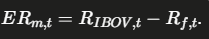 $ER_{m,t} = R_{IBOV,t} - R_{f,t}.$